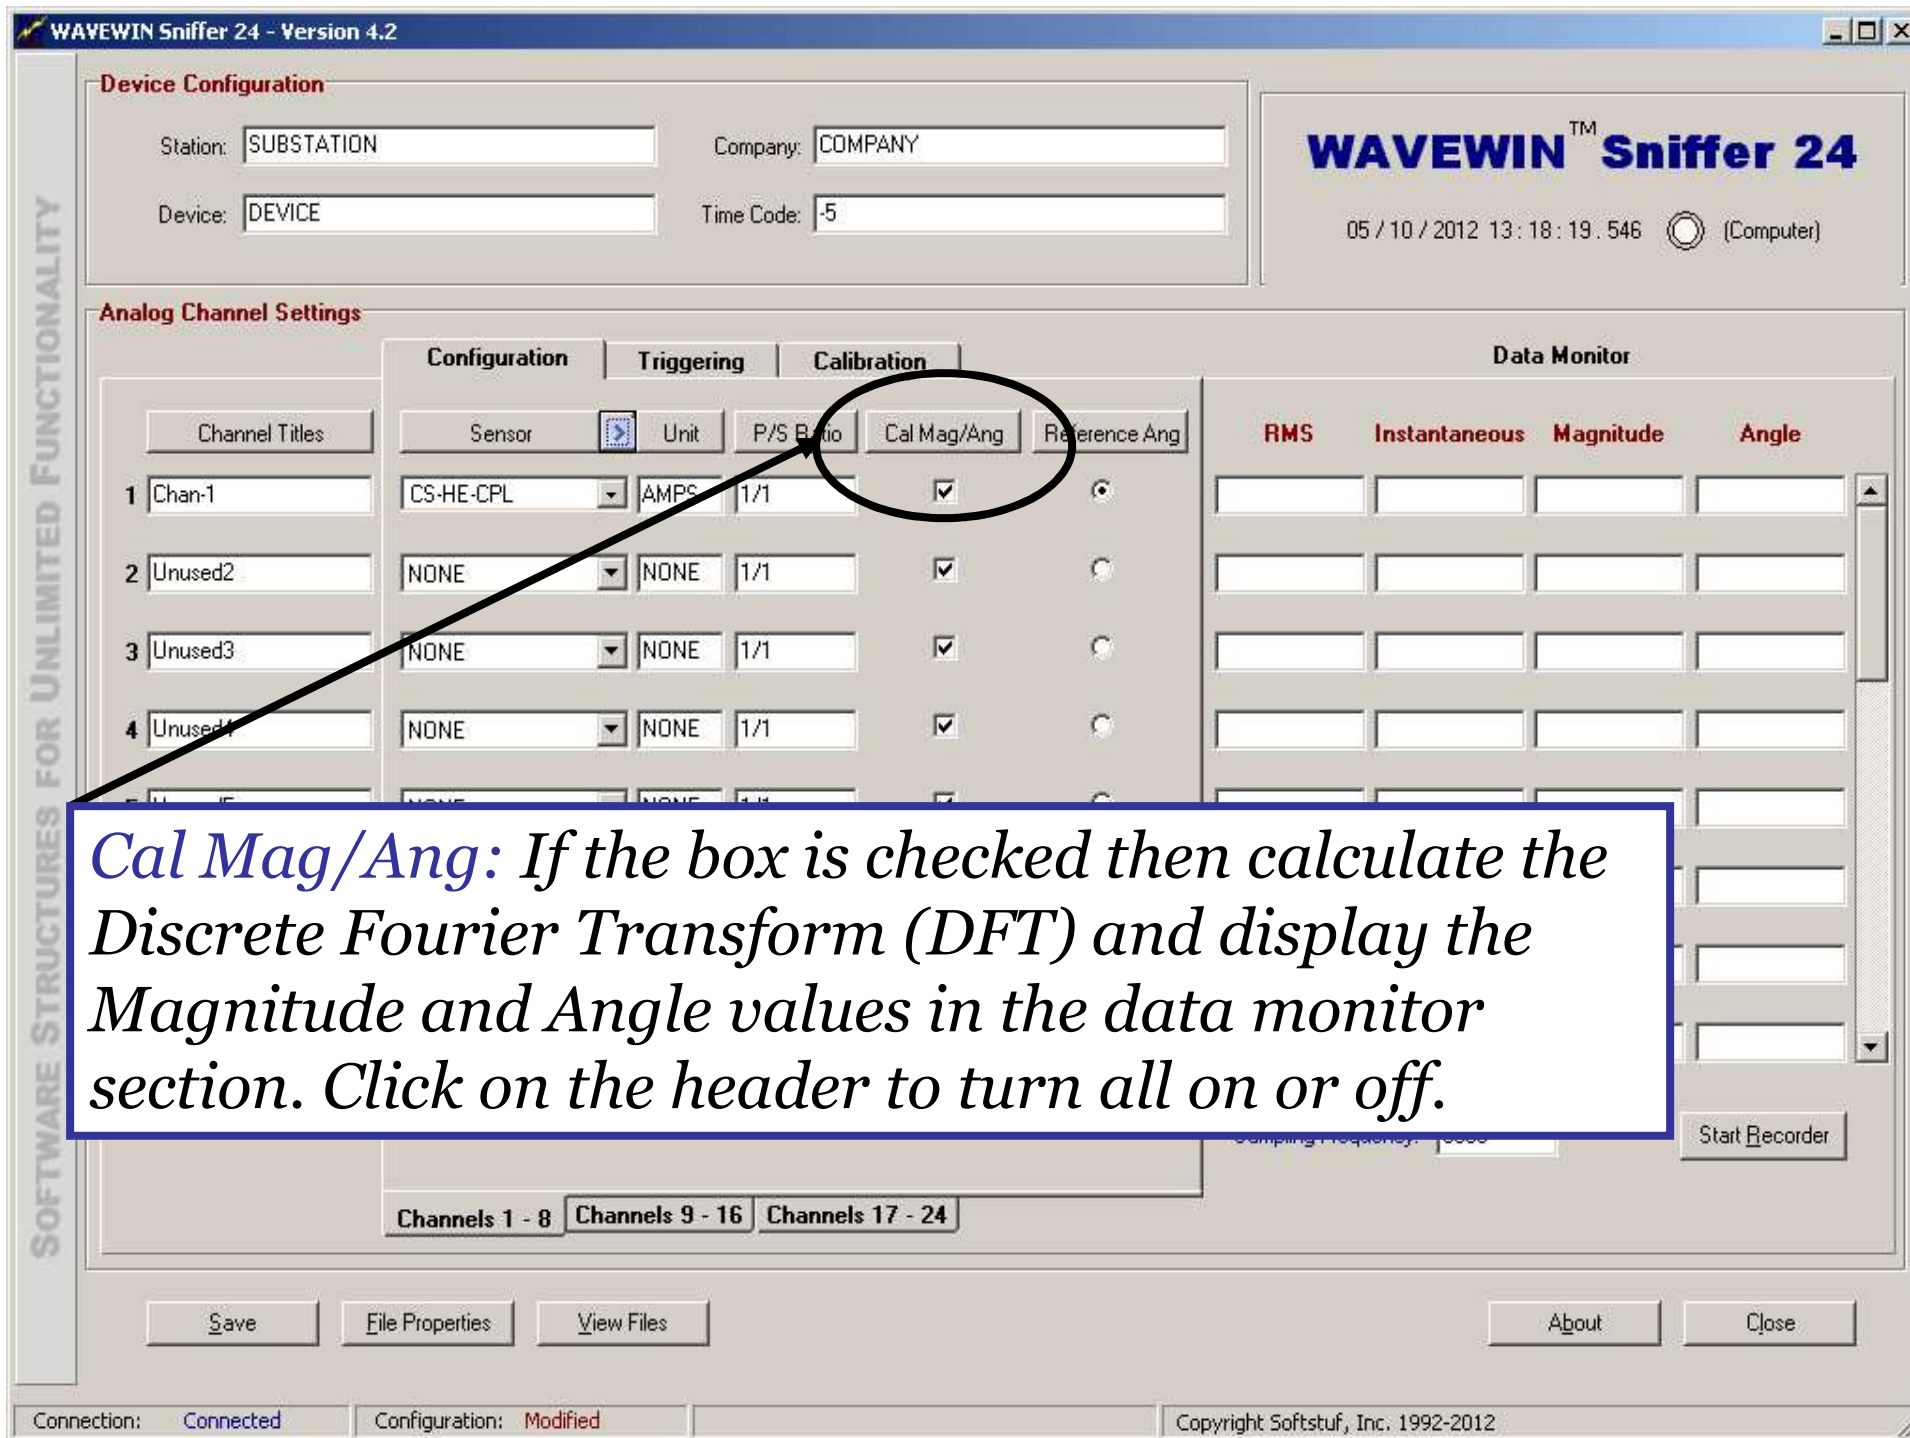 WAVEWIN Sniffer 24 - Version 4.2
SOFTWARE STRUCTURES FOR UNLIMITED FUNCTIONALITY
Device Configuration
Station: SUBSTATION
Company: COMPANY
Device: DEVICE
Time Code: -5
WAVEWIN™ Sniffer 24
05 / 10 / 2012 13 : 18 : 19 . 546 (Computer)
Analog Channel Settings
Configuration Triggering Calibration
Data Monitor
Channel Titles Sensor > Unit P/S Ratio Cal Mag/Ang Reference Ang RMS Instantaneous Magnitude Angle
1 Chan-1 CS-HE-CPL AMPS 1/1
2 Unused2 NONE NONE 1/1
3 Unused3 NONE NONE 1/1
4 Unused4 NONE NONE 1/1
Cal Mag/Ang: If the box is checked then calculate the
Discrete Fourier Transform (DFT) and display the
Magnitude and Angle values in the data monitor
section. Click on the header to turn all on or off.
Sampling Frequency:
Start Recorder
Channels 1 - 8 Channels 9 - 16 Channels 17 - 24
Save File Properties View Files About Close
Connection: Connected Configuration: Modified Copyright Softstuf, Inc. 1992-2012